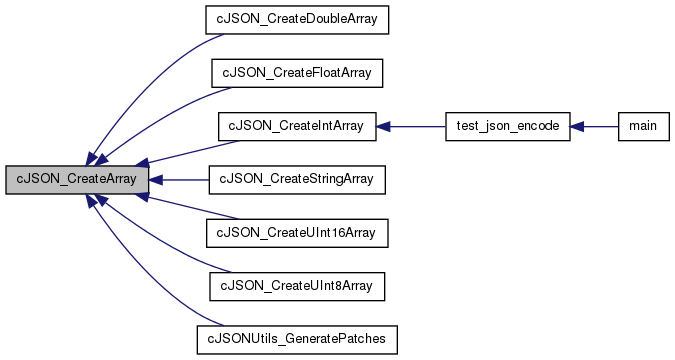 cJSON_CreateDoubleArray
cJSON_CreateFloatArray
cJSON_CreateIntArray
test_json_encode
main
cJSON_CreateArray
cJSON_CreateStringArray
cJSON_CreateUInt16Array
cJSON_CreateUInt8Array
cJSONUtils_GeneratePatches